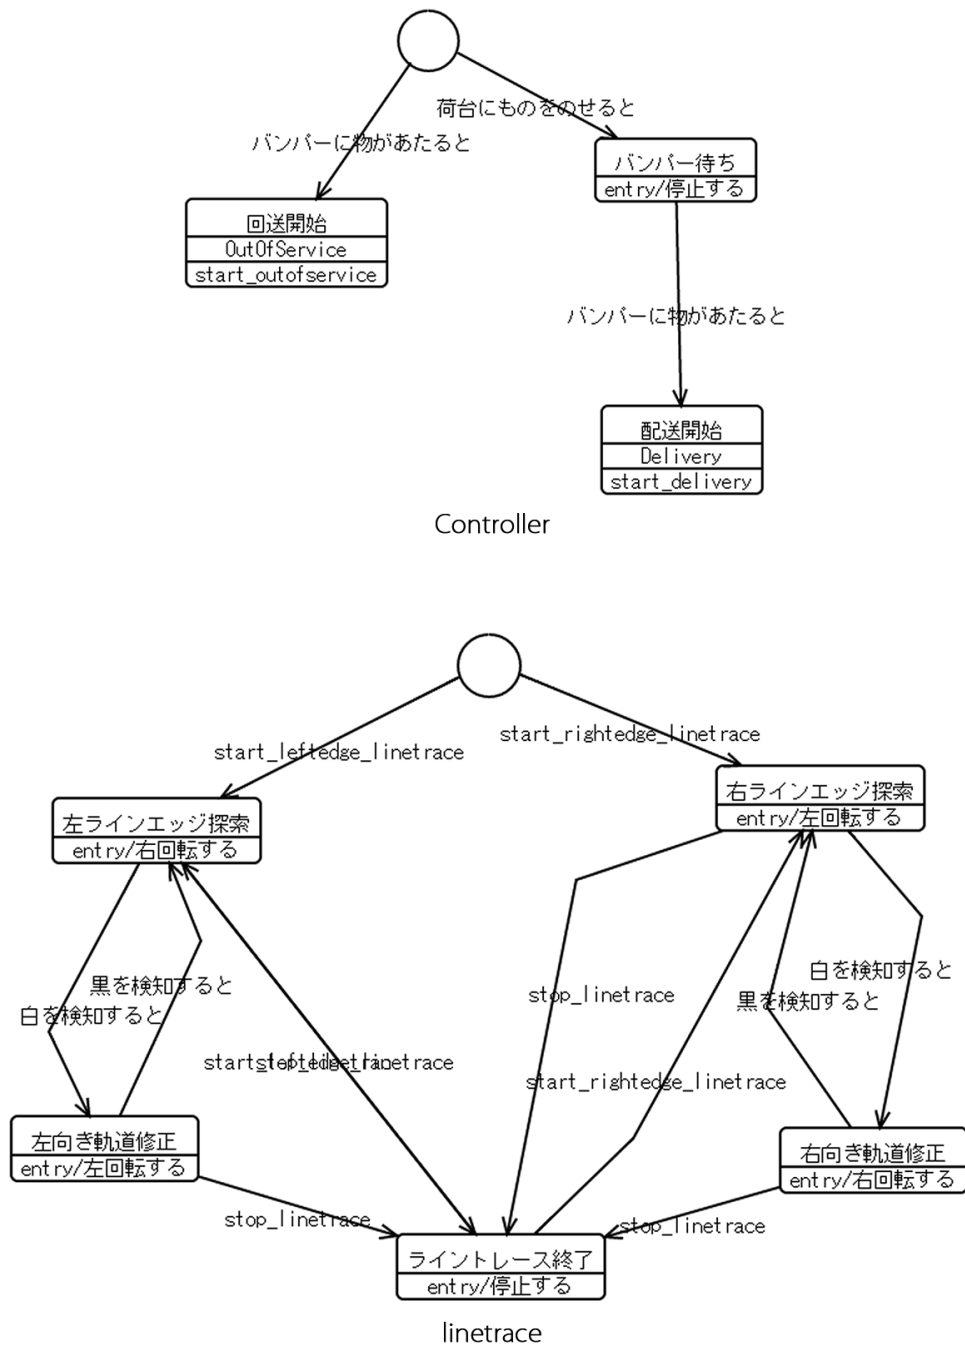 荷台にものをのせると
バンパーに物があたると
バンパー待ち
entry/停止する
回送開始
OutOfService
start_outofservice
バンパーに物があたると
配送開始
Delivery
start_delivery
Controller
start_leftedge_linetrace
start_rightedge_linetrace
左ラインエッジ探索
entry/右回転する
右ラインエッジ探索
entry/左回転する
黒を検知すると
白を検知すると
stop_linetrace
白を検知すると
黒を検知すると
start_leftedge_linetrace
stop_linetrace
start_rightedge_linetrace
左向き軌道修正
entry/左回転する
右向き軌道修正
entry/右回転する
stop_linetrace
stop_linetrace
ライントレース終了
entry/停止する
linetrace